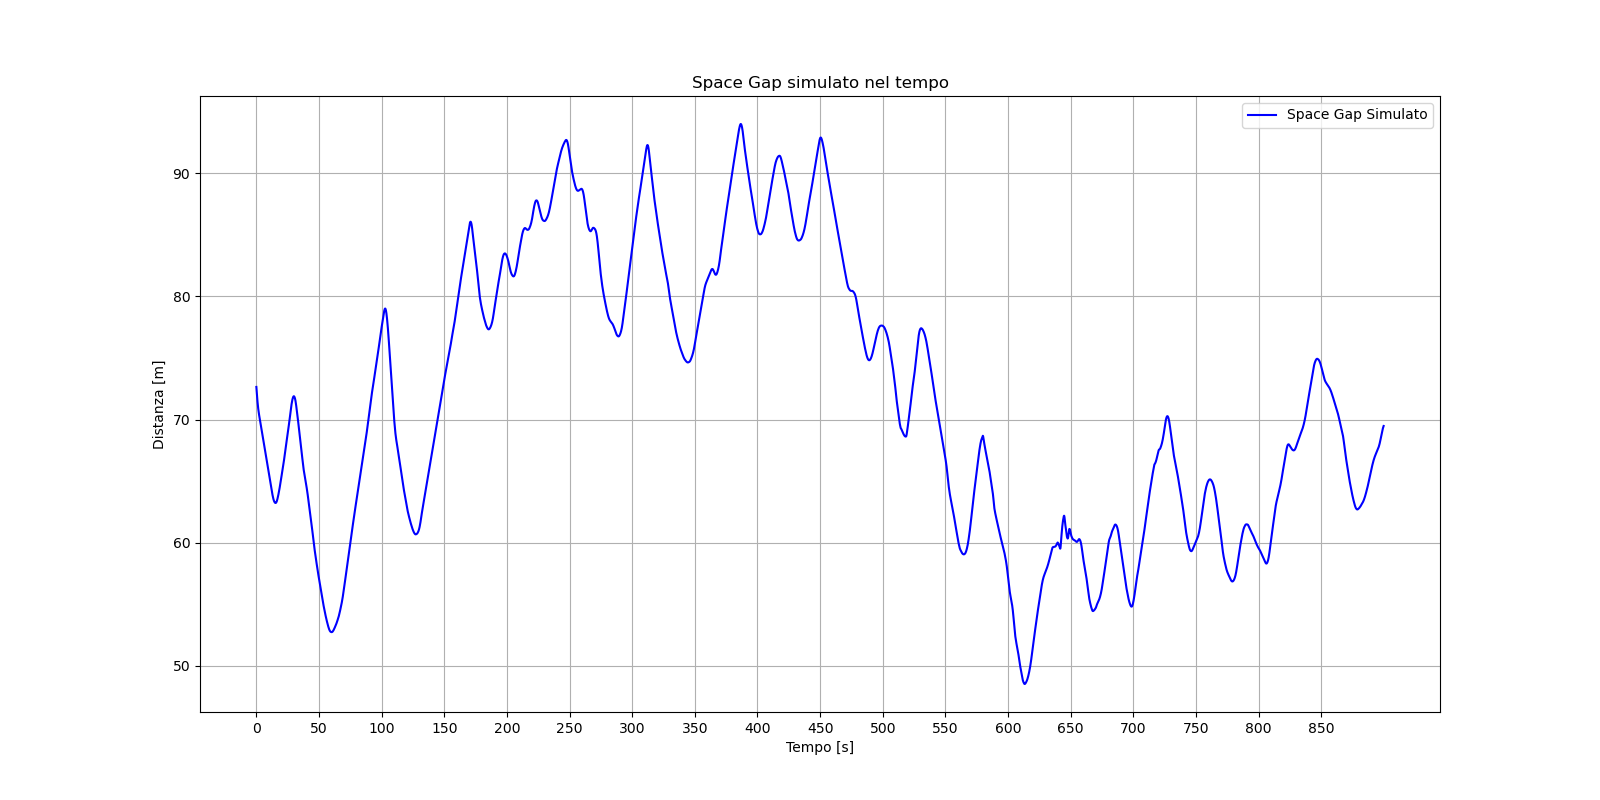 Space Gap simulato nel tempo
Space Gap Simulato
Distanza [m]
90
80
70
60
50
0 50 100 150 200 250 300 350 400 450 500 550 600 650 700 750 800 850
Tempo [s]